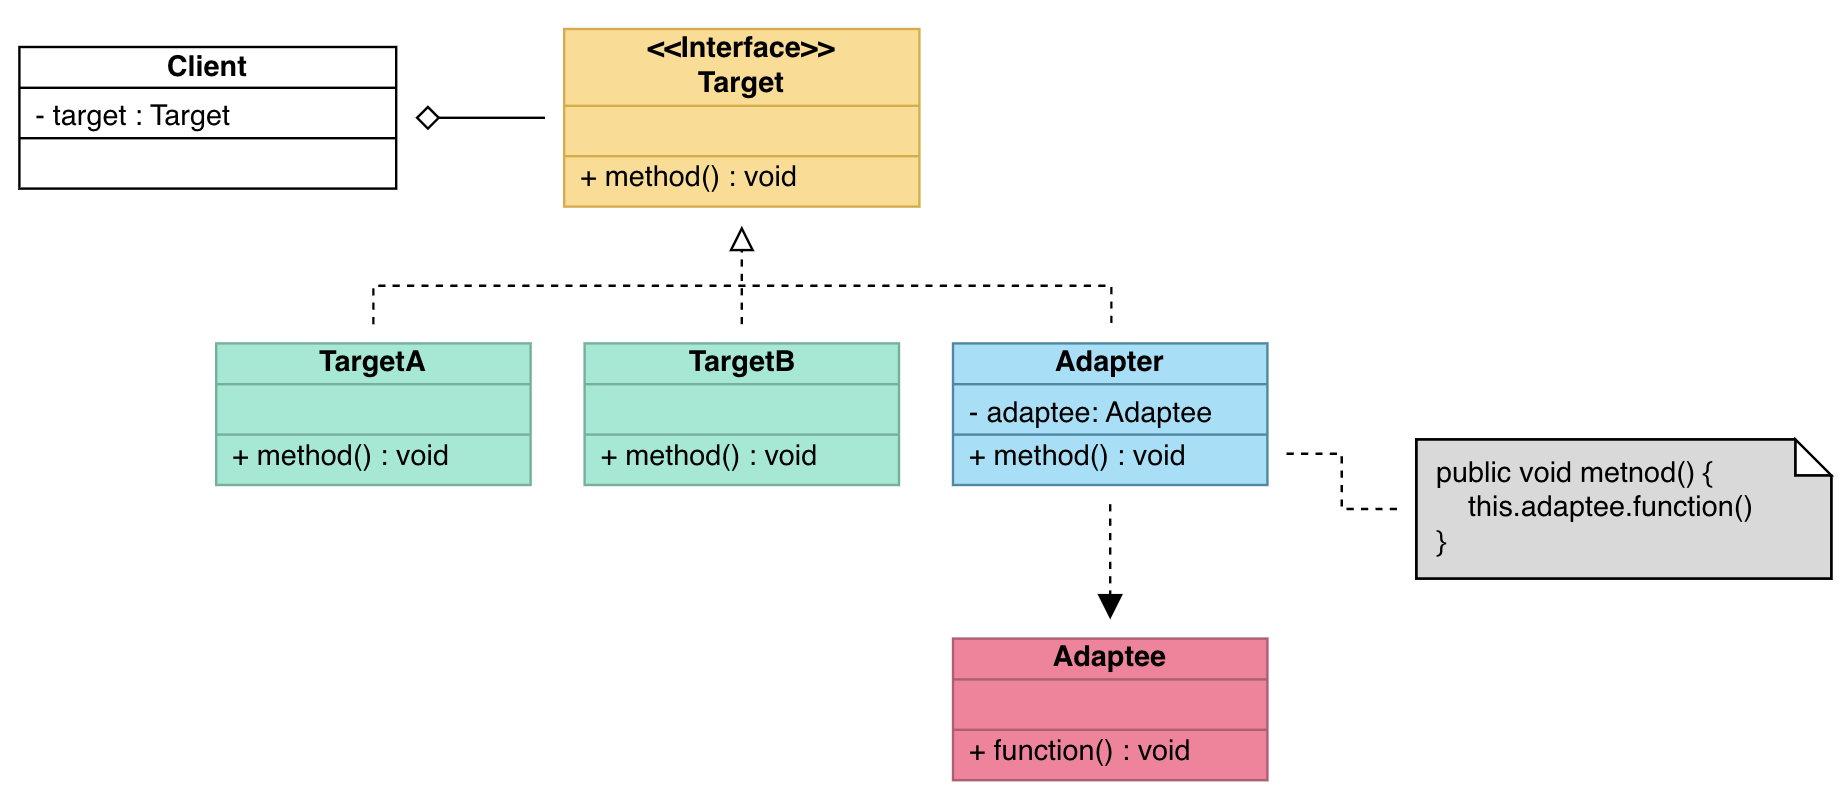 Client
- target : Target
<<Interface>>
Target
+ method() : void
TargetA
+ method() : void
TargetB
+ method() : void
Adapter
- adaptee: Adaptee
+ method() : void
public void metnod() {
this.adaptee.function()
}
Adaptee
+ function() : void